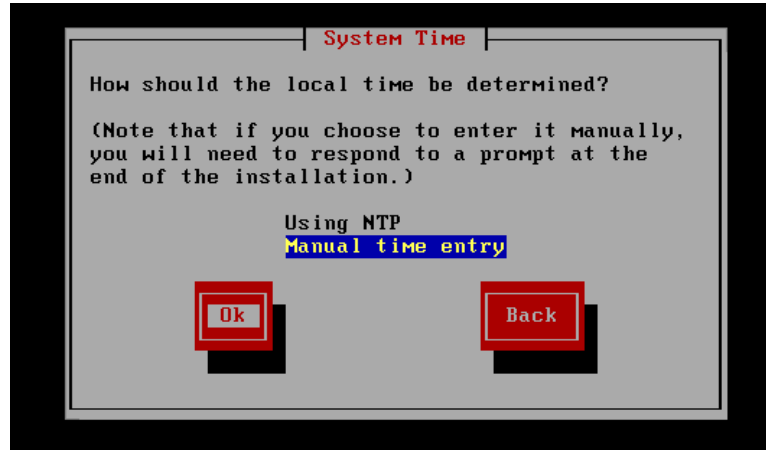 System Time
How should the local time be determined?
(Note that if you choose to enter it manually,
you will need to respond to a prompt at the
end of the installation.)
Using NTP
Manual time entry
Ok Back